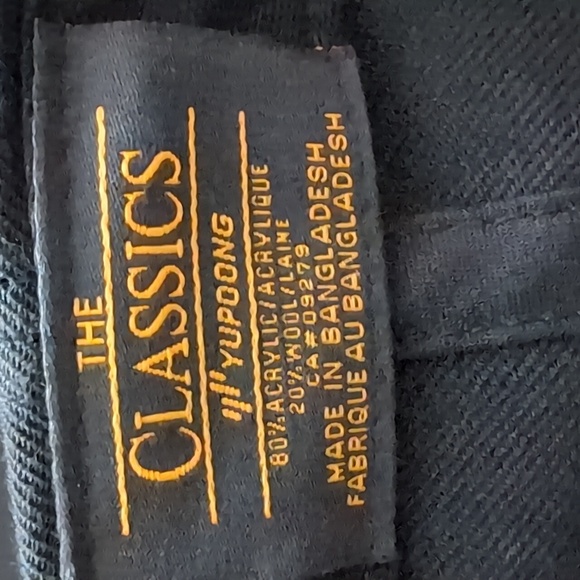 THE
CLASSICS
YUPOONG
80% ACRYLIC/ACRYLIQUE
20% WOOL/LAINE
CA# 09279
MADE IN BANGLADESH
FABRIQUE AU BANGLADESH